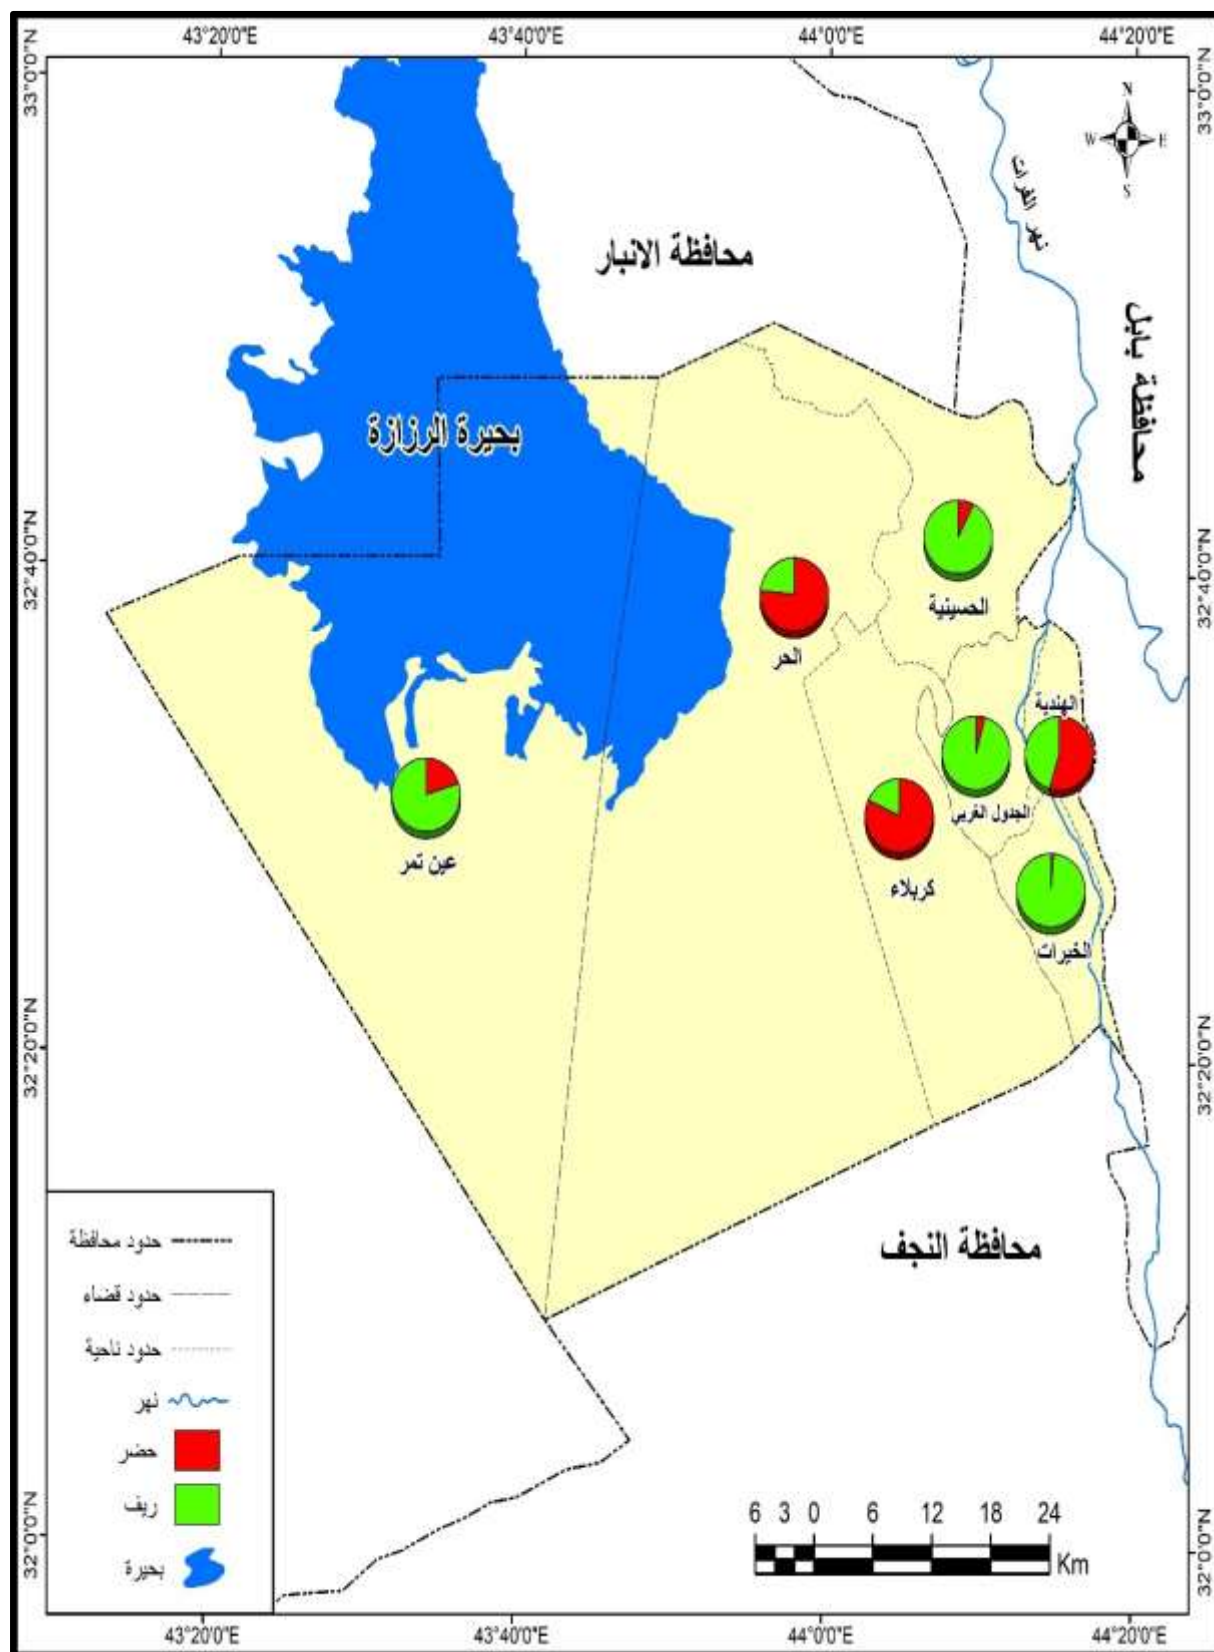 43°20'0"E 43°40'0"E 44°0'0"E 44°20'0"E
33°0'0"N
33°0'0"N
N
W E
S
نهر الفرات
محافظة الانبار
محافظة بابل
بحيرة الرزازة
32°40'0"N
32°40'0"N
الحسينية
الحر
الهندية
الجدول الغربي
عين تمر
كربلاء
الخيرات
32°20'0"N
32°20'0"N
محافظة النجف
حدود محافظة
حدود قضاء
حدود ناحية
نهر
حضر
ريف
بحيرة
6 3 0 6 12 18 24
Km
32°0'0"N
32°0'0"N
43°20'0"E 43°40'0"E 44°0'0"E 44°20'0"E